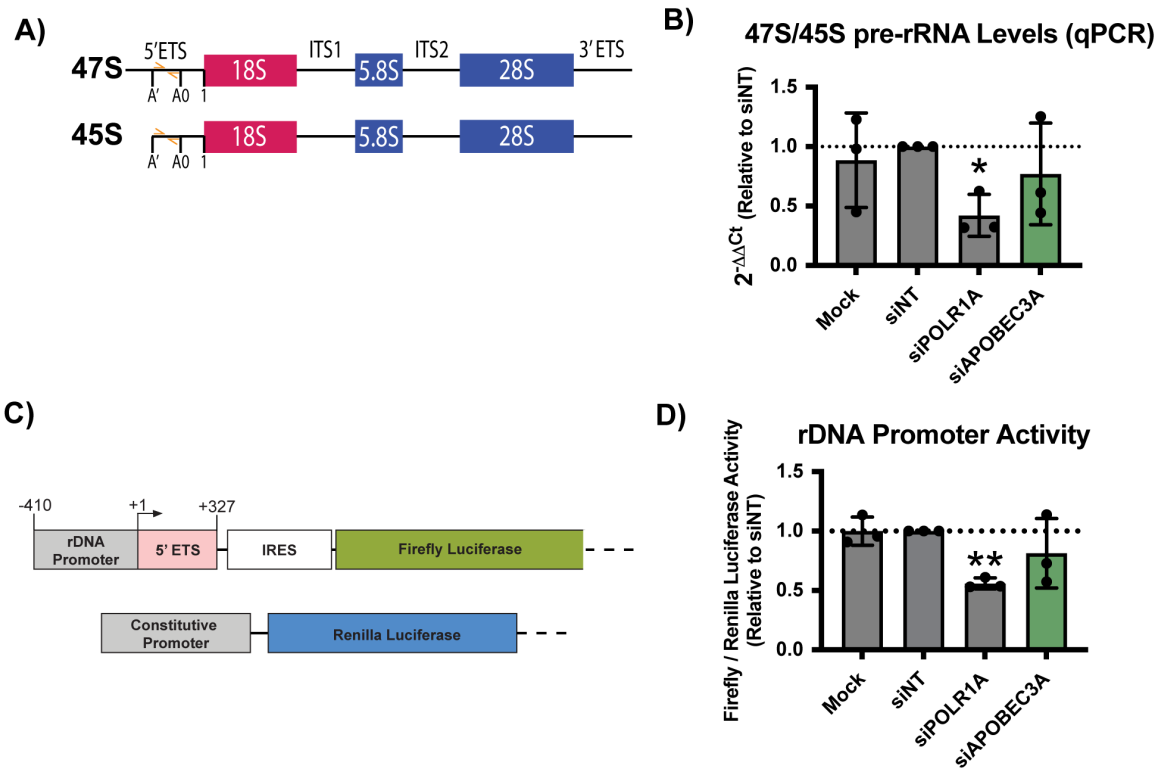 A)
5'ETS
ITS1
ITS2
3' ETS
47S
18S
5.8S
28S
A'
A0
1
45S
18S
5.8S
28S
A'
A0
1
B)
47S/45S pre-rRNA Levels (qPCR)
2-ΔΔCt (Relative to siNT)
1.5
1.0
0.5
0.0
*
Mock
siNT
siPOLR1A
siAPOBEC3A
C)
-410
+1
+327
rDNA
Promoter
5' ETS
IRES
Firefly Luciferase
Constitutive
Promoter
Renilla Luciferase
D)
rDNA Promoter Activity
Firefly / Renilla Luciferase Activity
(Relative to siNT)
1.5
1.0
0.5
0.0
**
Mock
siNT
siPOLR1A
siAPOBEC3A